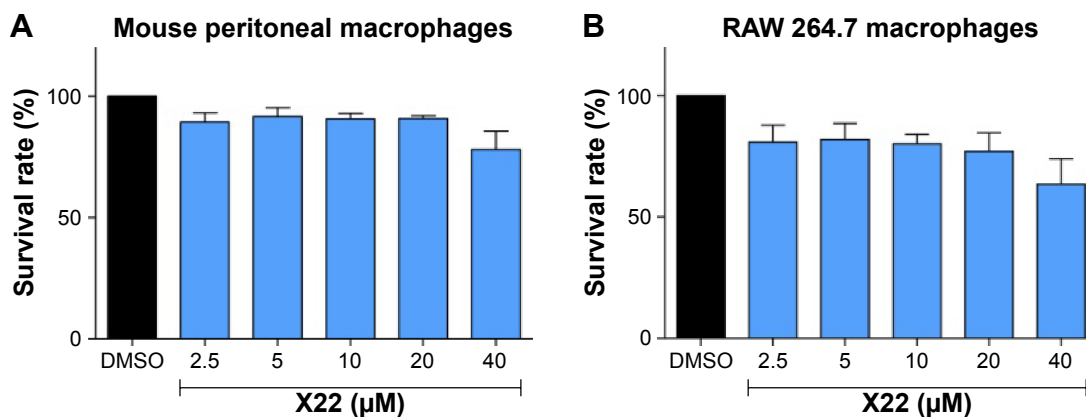 A
Mouse peritoneal macrophages
Survival rate (%)
100
50
0
DMSO
2.5
5
10
20
40
X22 (µM)
B
RAW 264.7 macrophages
Survival rate (%)
100
50
0
DMSO
2.5
5
10
20
40
X22 (µM)